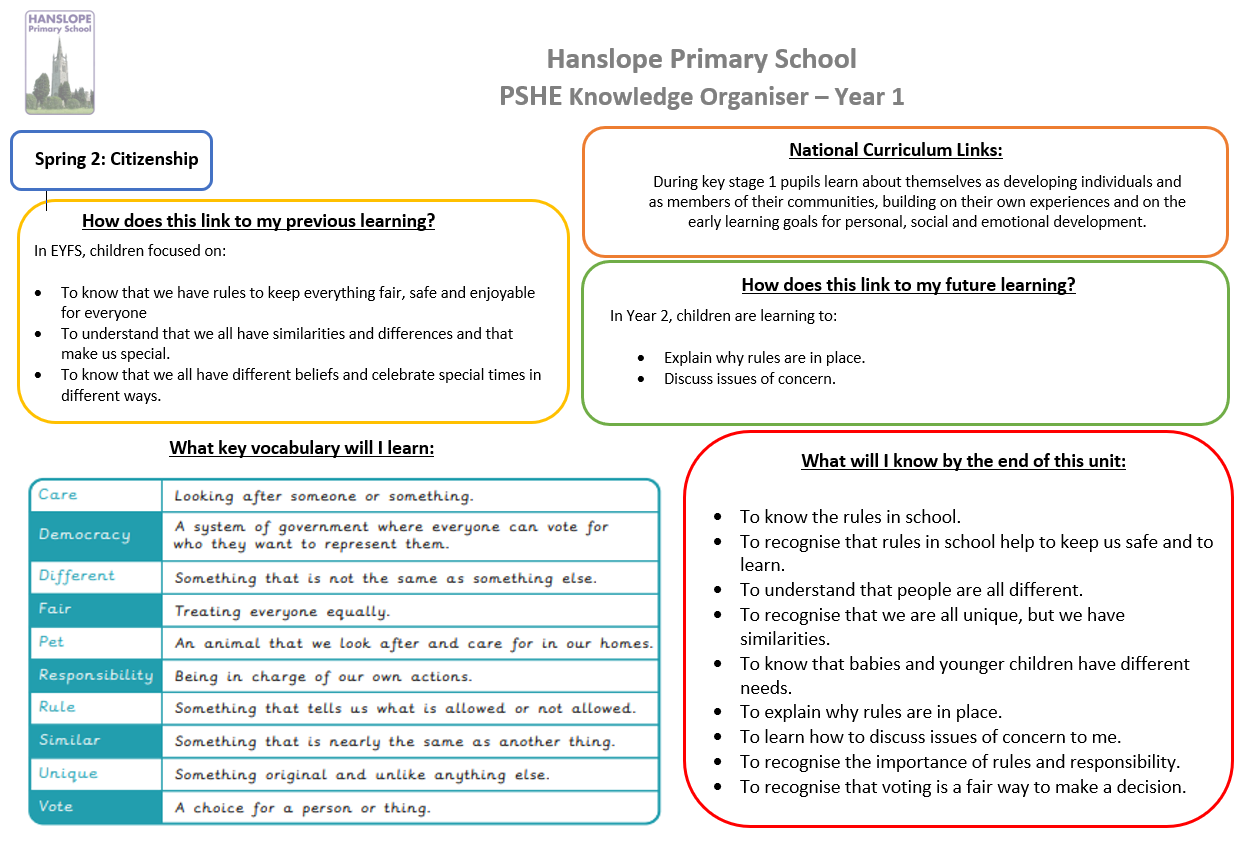 HANSLOPE
Primary School
Hanslope Primary School
PSHE Knowledge Organiser – Year 1
Spring 2: Citizenship
National Curriculum Links:
During key stage 1 pupils learn about themselves as developing individuals and
as members of their communities, building on their own experiences and on the
early learning goals for personal, social and emotional development.
How does this link to my previous learning?
In EYFS, children focused on:
• To know that we have rules to keep everything fair, safe and enjoyable
for everyone
• To understand that we all have similarities and differences and that
make us special.
• To know that we all have different beliefs and celebrate special times in
different ways.
How does this link to my future learning?
In Year 2, children are learning to:
• Explain why rules are in place.
• Discuss issues of concern.
What key vocabulary will I learn:
Care Looking after someone or something.
Democracy A system of government where everyone can vote for
who they want to represent them.
Different Something that is not the same as something else.
Fair Treating everyone equally.
Pet An animal that we look after and care for in our homes.
Responsibility Being in charge of our own actions.
Rule Something that tells us what is allowed or not allowed.
Similar Something that is nearly the same as another thing.
Unique Something original and unlike anything else.
Vote A choice for a person or thing.
What will I know by the end of this unit:
• To know the rules in school.
• To recognise that rules in school help to keep us safe and to
learn.
• To understand that people are all different.
• To recognise that we are all unique, but we have
similarities.
• To know that babies and younger children have different
needs.
• To explain why rules are in place.
• To learn how to discuss issues of concern to me.
• To recognise the importance of rules and responsibility.
• To recognise that voting is a fair way to make a decision.